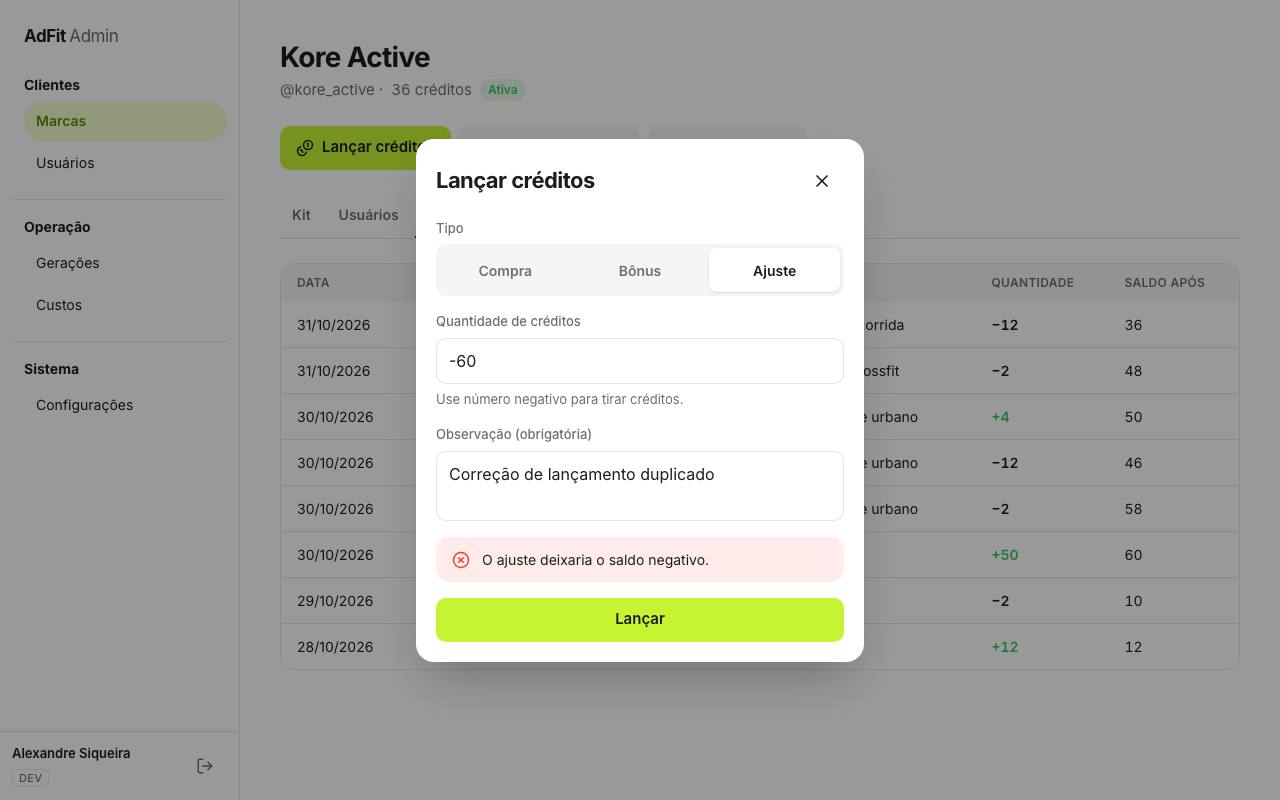 AdFit Admin
Clientes
Marcas
Usuários
Operação
Gerações
Custos
Sistema
Configurações
Alexandre Siqueira
DEV
Kore Active
@kore_active · 36 créditos Ativa
Lançar
Kit Usuários
DATA QUANTIDADE SALDO APÓS
31/10/2026 −12 36
31/10/2026 −2 48
30/10/2026 urbano +4 50
30/10/2026 urbano −12 46
30/10/2026 urbano −2 58
30/10/2026 +50 60
29/10/2026 −2 10
28/10/2026 +12 12
Lançar créditos
Tipo
Compra Bônus Ajuste
Quantidade de créditos
-60
Use número negativo para tirar créditos.
Observação (obrigatória)
Correção de lançamento duplicado
O ajuste deixaria o saldo negativo.
Lançar